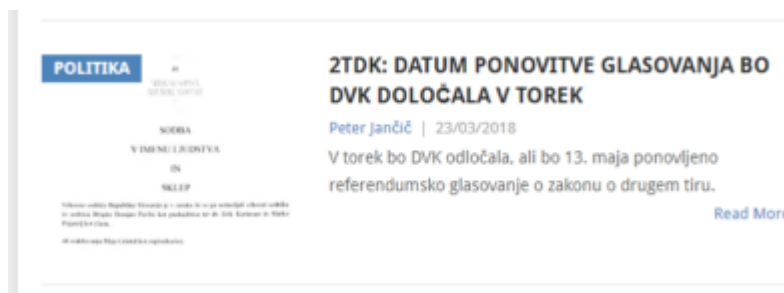 POLITIKA
SODBA
V IMENU LJUDSTVA
IN
SKLEP
2TDK: DATUM PONOVITVE GLASOVANJA BO
DVK DOLOČALA V TOREK
Peter Jančič | 23/03/2018
V torek bo DVK odločala, ali bo 13. maja ponovljeno
referendumsko glasovanje o zakonu o drugem tiru.
Read More